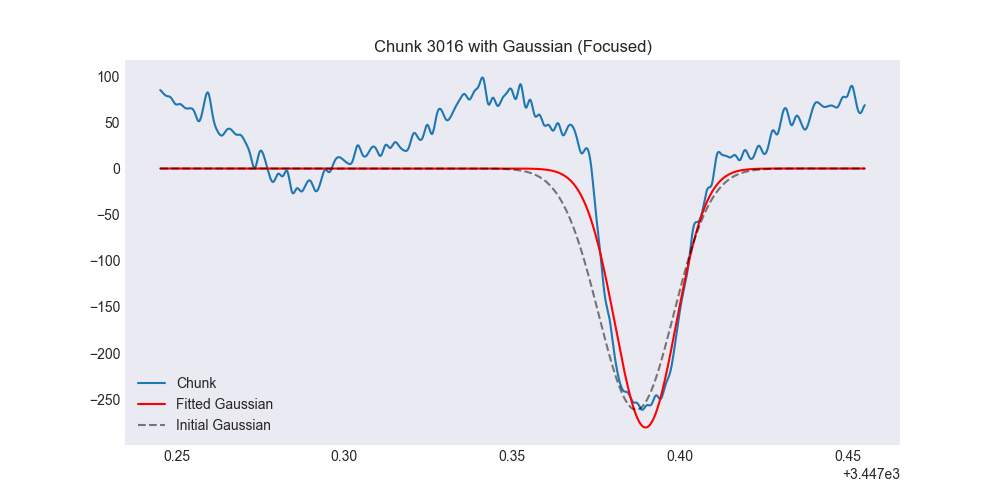 Chunk 3016 with Gaussian (Focused)
100
50
0
−50
−100
−150
−200
−250
Chunk
Fitted Gaussian
Initial Gaussian
0.25 0.30 0.35 0.40 0.45
+3.447e3